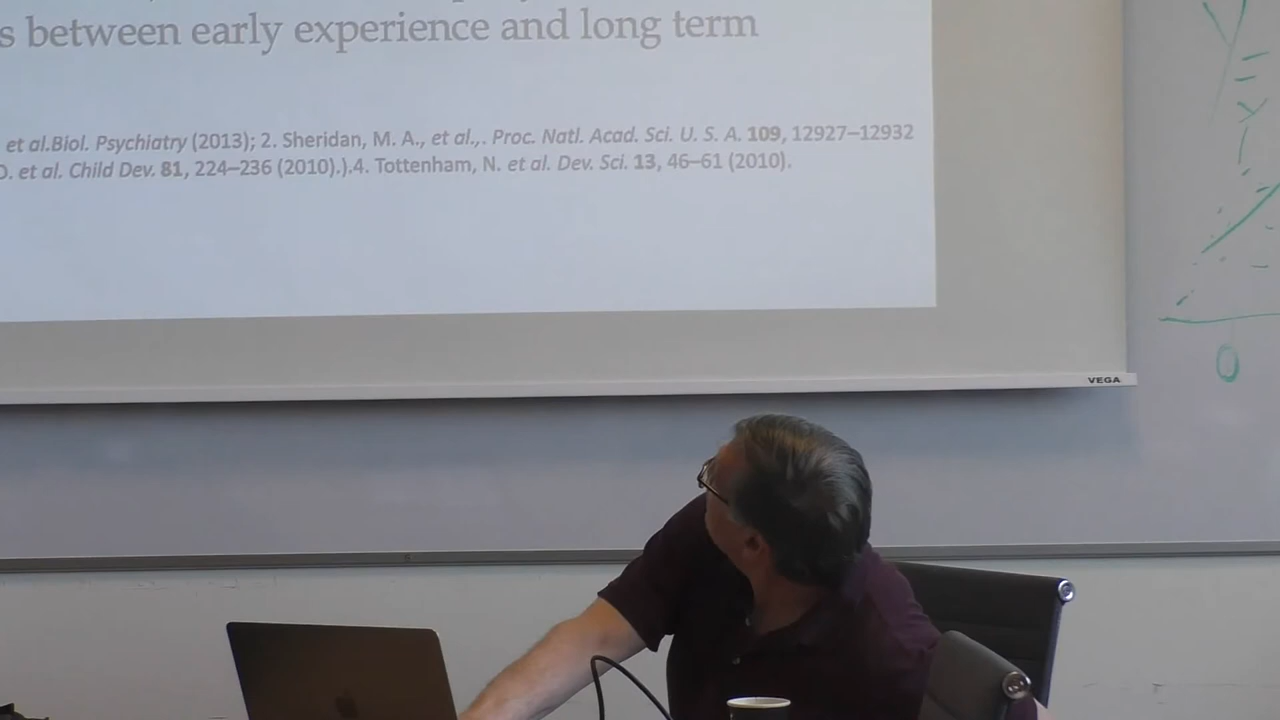 s between early experience and long term
et al.Biol. Psychiatry (2013); 2. Sheridan, M. A., et al.,. Proc. Natl. Acad. Sci. U. S. A. 109, 12927–12932
. et al. Child Dev. 81, 224–236 (2010).).4. Tottenham, N. et al. Dev. Sci. 13, 46–61 (2010).
VEGA
Y
=
0